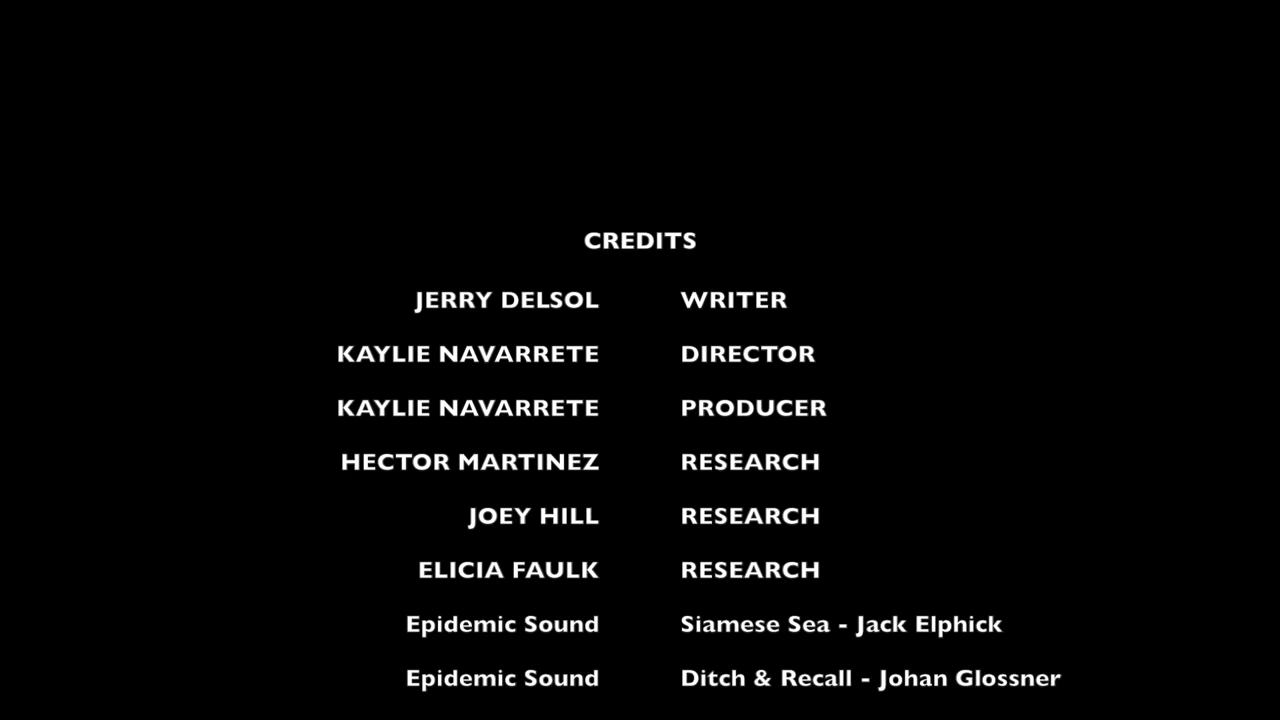 CREDITS
JERRY DELSOL WRITER
KAYLIE NAVARRETE DIRECTOR
KAYLIE NAVARRETE PRODUCER
HECTOR MARTINEZ RESEARCH
JOEY HILL RESEARCH
ELICIA FAULK RESEARCH
Epidemic Sound Siamese Sea - Jack Elphick
Epidemic Sound Ditch & Recall - Johan Glossner